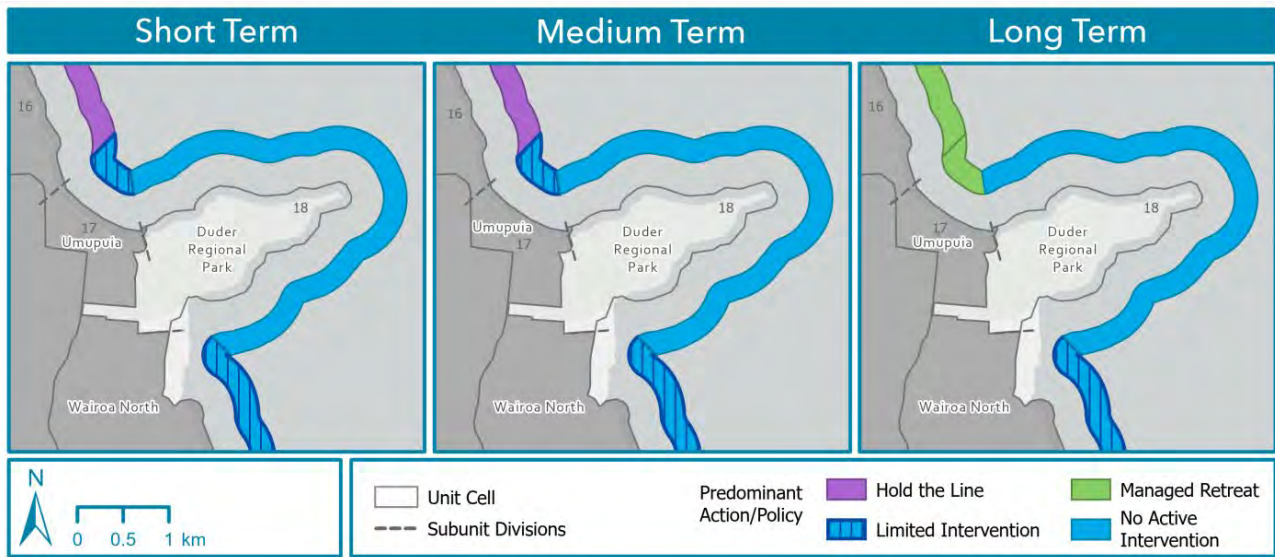 Short Term
Medium Term
Long Term
16
17
Umupuia
18
Duder
Regional
Park
Wairoa North
16
Umupuia
17
18
Duder
Regional
Park
Wairoa North
16
17
Umupuia
18
Duder
Regional
Park
Wairoa North
N
0 0.5 1 km
Unit Cell
Subunit Divisions
Predominant
Action/Policy
Hold the Line
Limited Intervention
Managed Retreat
No Active
Intervention